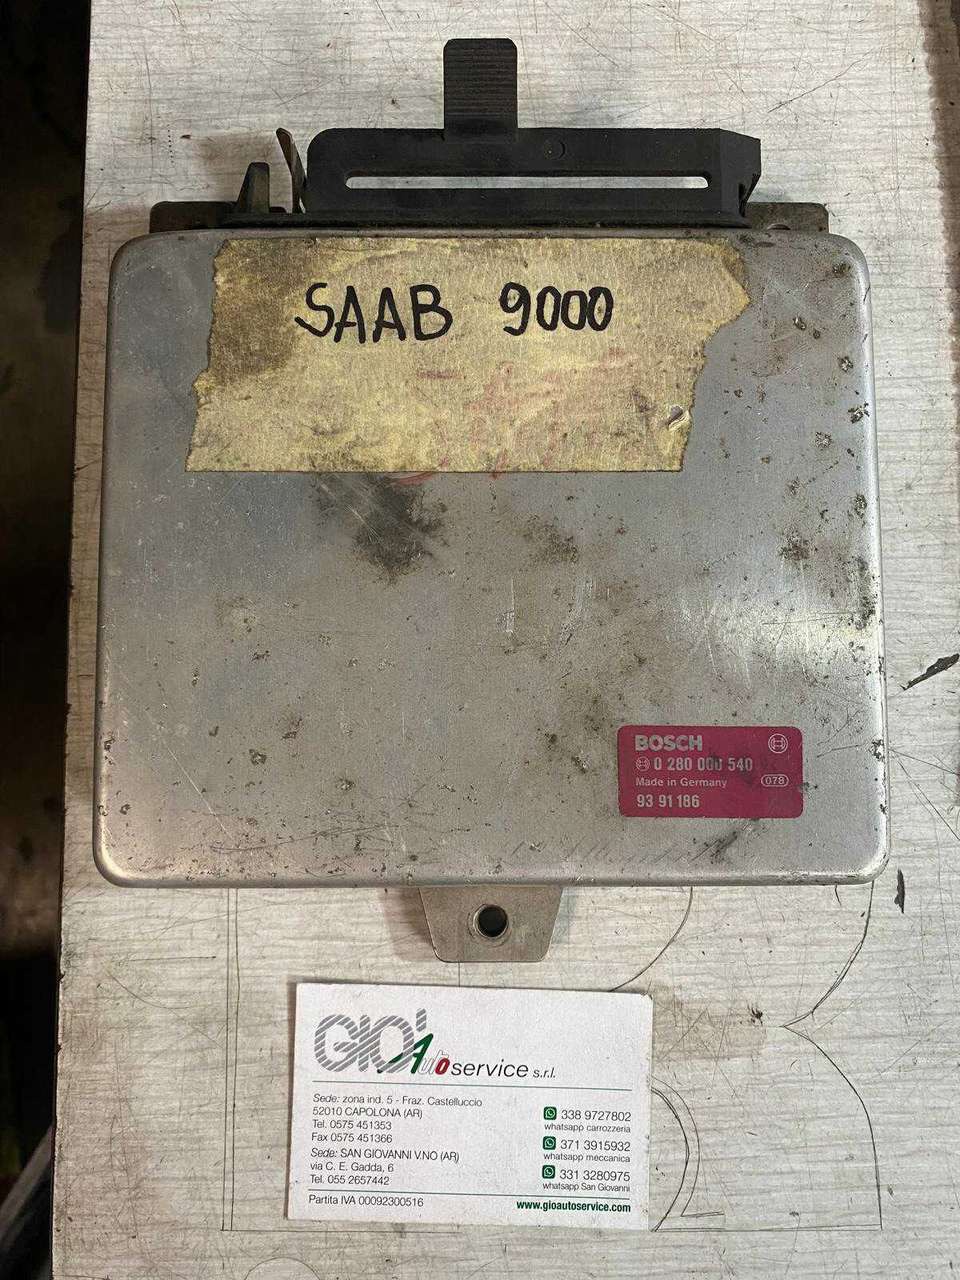 SAAB 9000
BOSCH
0 280 000 540
Made in Germany 078
93 91 186
GIO' Auto service s.r.l.
Sede: zona ind. 5 - Fraz. Castelluccio
52010 CAPOLONA (AR)
Tel. 0575 451353
Fax 0575 451366
Sede: SAN GIOVANNI V.NO (AR)
via C. E. Gadda, 6
Tel. 055 2657442
Partita IVA 00092300516
338 9727802
whatsapp carrozzeria
371 3915932
whatsapp meccanica
331 3280975
whatsapp San Giovanni
www.gioautoservice.com